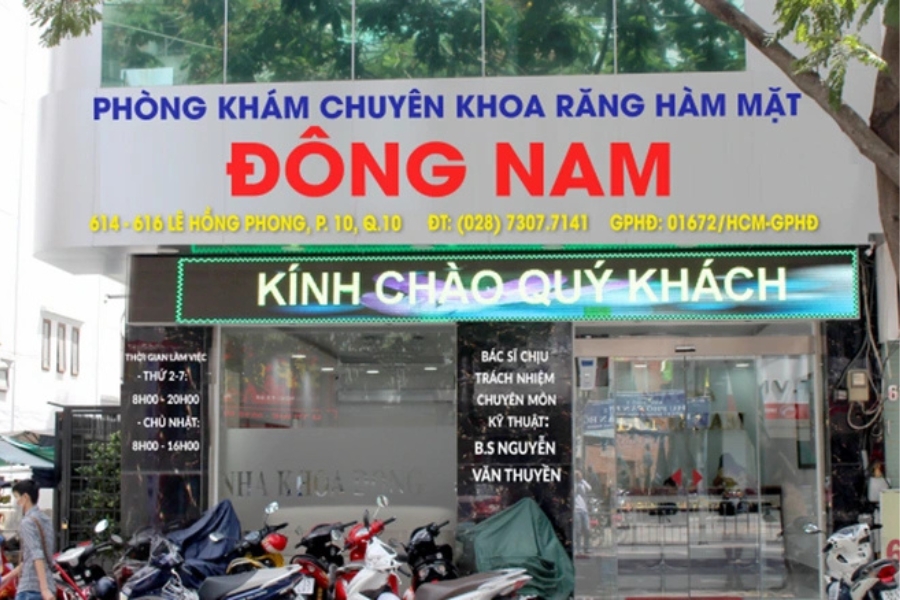 PHÒNG KHÁM CHUYÊN KHOA RĂNG HÀM MẶT
ĐÔNG NAM
614 - 616 LÊ HỒNG PHONG, P. 10, Q.10 ĐT: (028) 7307.7141 GPHĐ: 01672/HCM-GPHĐ
KÍNH CHÀO QUÝ KHÁCH
THỜI GIAN LÀM VIỆC
- THỨ 2-7:
8H00 - 20H00
- CHỦ NHẬT:
8H00 - 16H00
BÁC SĨ CHỊU
TRÁCH NHIỆM
CHUYÊN MÔN
KỸ THUẬT:
B.S NGUYỄN
VĂN THUYỀN
NHA KHOA ĐÔNG